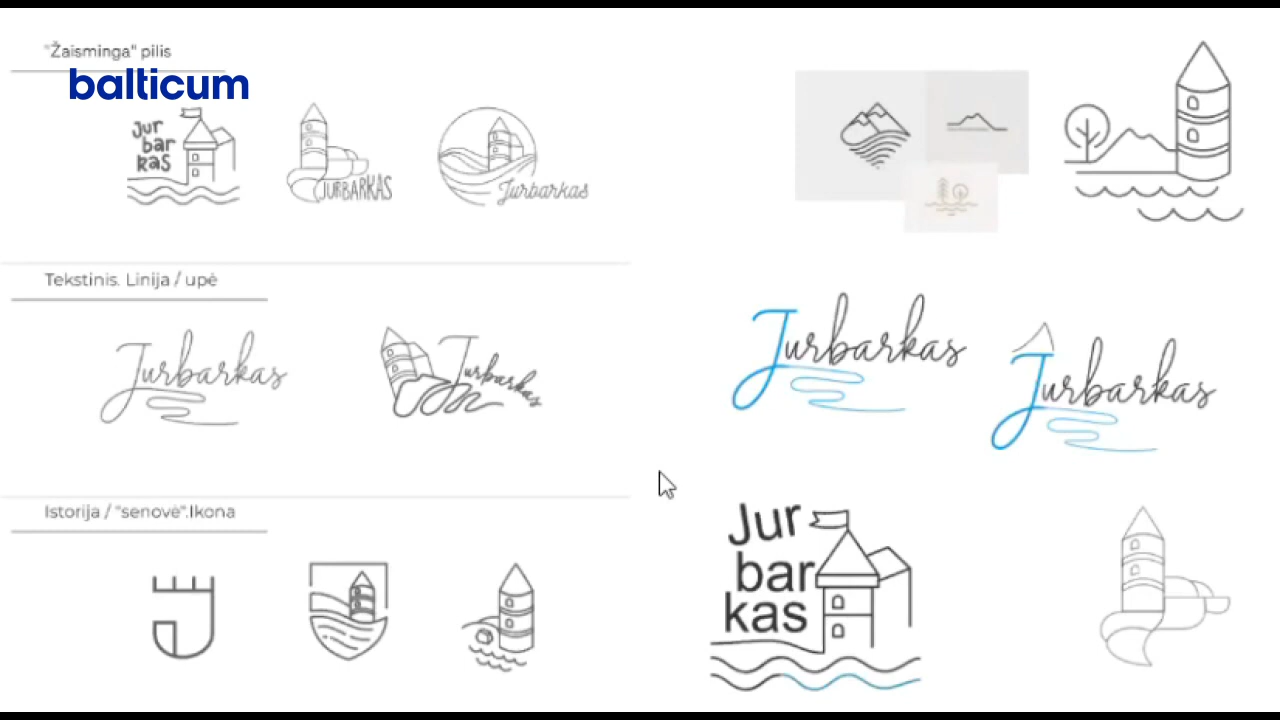 "Žaisminga" pilis
balticum
Jur
bar
kas
JURBARKAS
Jurbarkas
Tekstinis. Linija / upė
Jurbarkas
Jurbarkas
Jurbarkas
Jurbarkas
Istorija / "senovė".Ikona
J
Jur
bar
kas